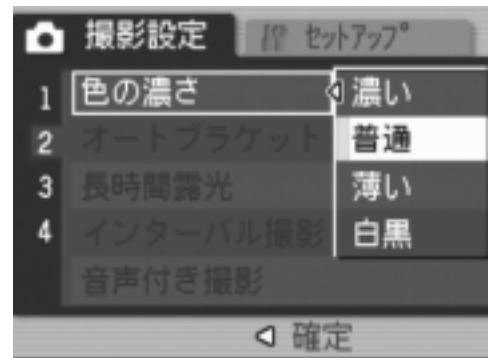 撮影設定 セットアップ
1 色の濃さ 濃い
2 オートブラケット 普通
3 長時間露光 薄い
4 インターバル撮影 白黒
音声付き撮影
確定